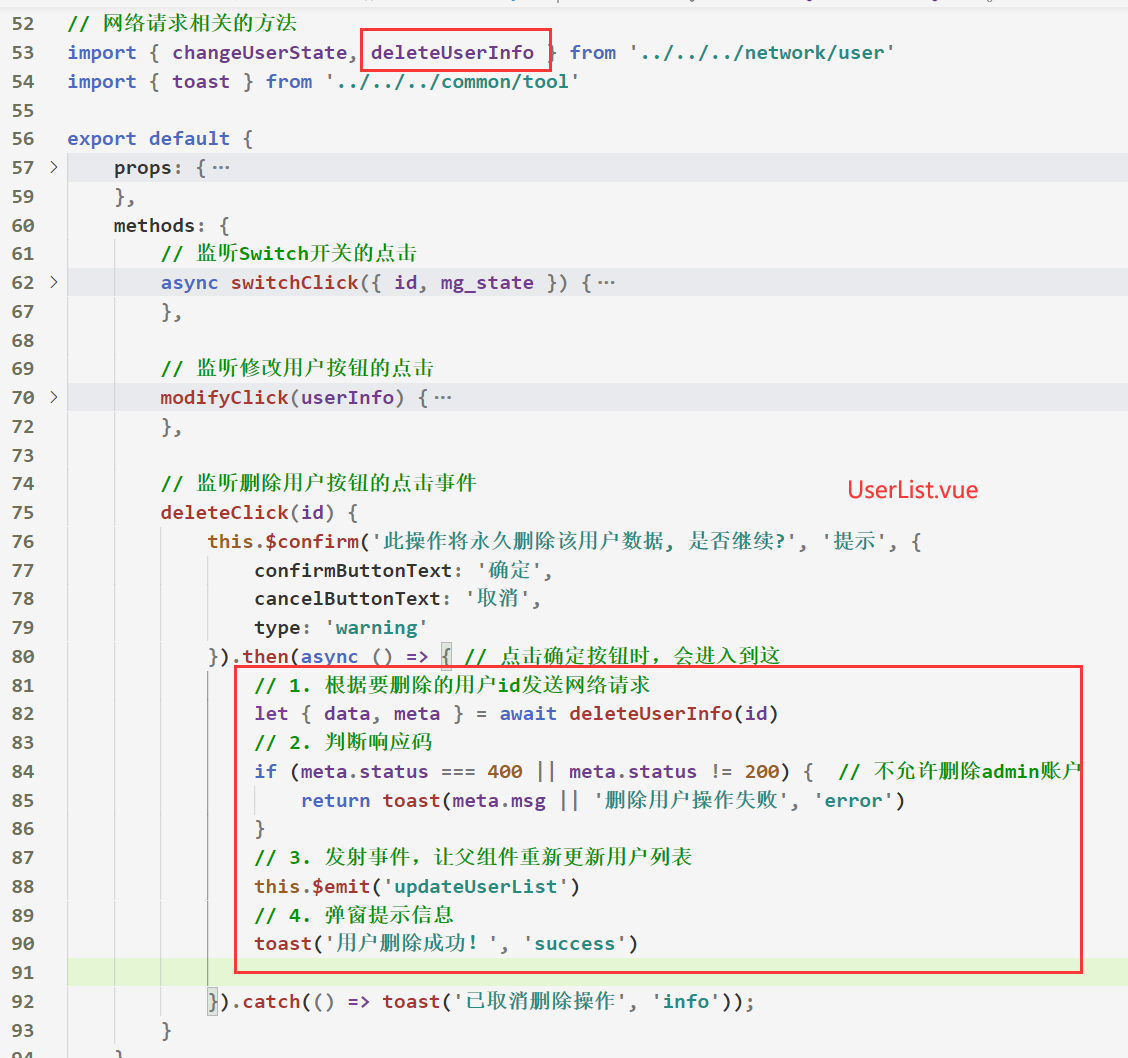 52 // 网络请求相关的方法
53 import { changeUserState, deleteUserInfo } from '../../../network/user'
54 import { toast } from '../../../common/tool'
55
56 export default {
57 > props: { ···
59 },
60 methods: {
61 // 监听Switch开关的点击
62 > async switchClick({ id, mg_state }) { ···
67 },
68
69 // 监听修改用户按钮的点击
70 > modifyClick(userInfo) { ···
72 },
73
74 // 监听删除用户按钮的点击事件
UserList.vue
75 deleteClick(id) {
76 this.$confirm('此操作将永久删除该用户数据, 是否继续?', '提示', {
77 confirmButtonText: '确定',
78 cancelButtonText: '取消',
79 type: 'warning'
80 }).then(async () => { // 点击确定按钮时，会进入到这
81 // 1. 根据要删除的用户id发送网络请求
82 let { data, meta } = await deleteUserInfo(id)
83 // 2. 判断响应码
84 if (meta.status === 400 || meta.status != 200) { // 不允许删除admin账户
85 return toast(meta.msg || '删除用户操作失败', 'error')
86 }
87 // 3. 发射事件，让父组件重新更新用户列表
88 this.$emit('updateUserList')
89 // 4. 弹窗提示信息
90 toast('用户删除成功！', 'success')
91
92 }).catch(() => toast('已取消删除操作', 'info'));
93 }
94 }